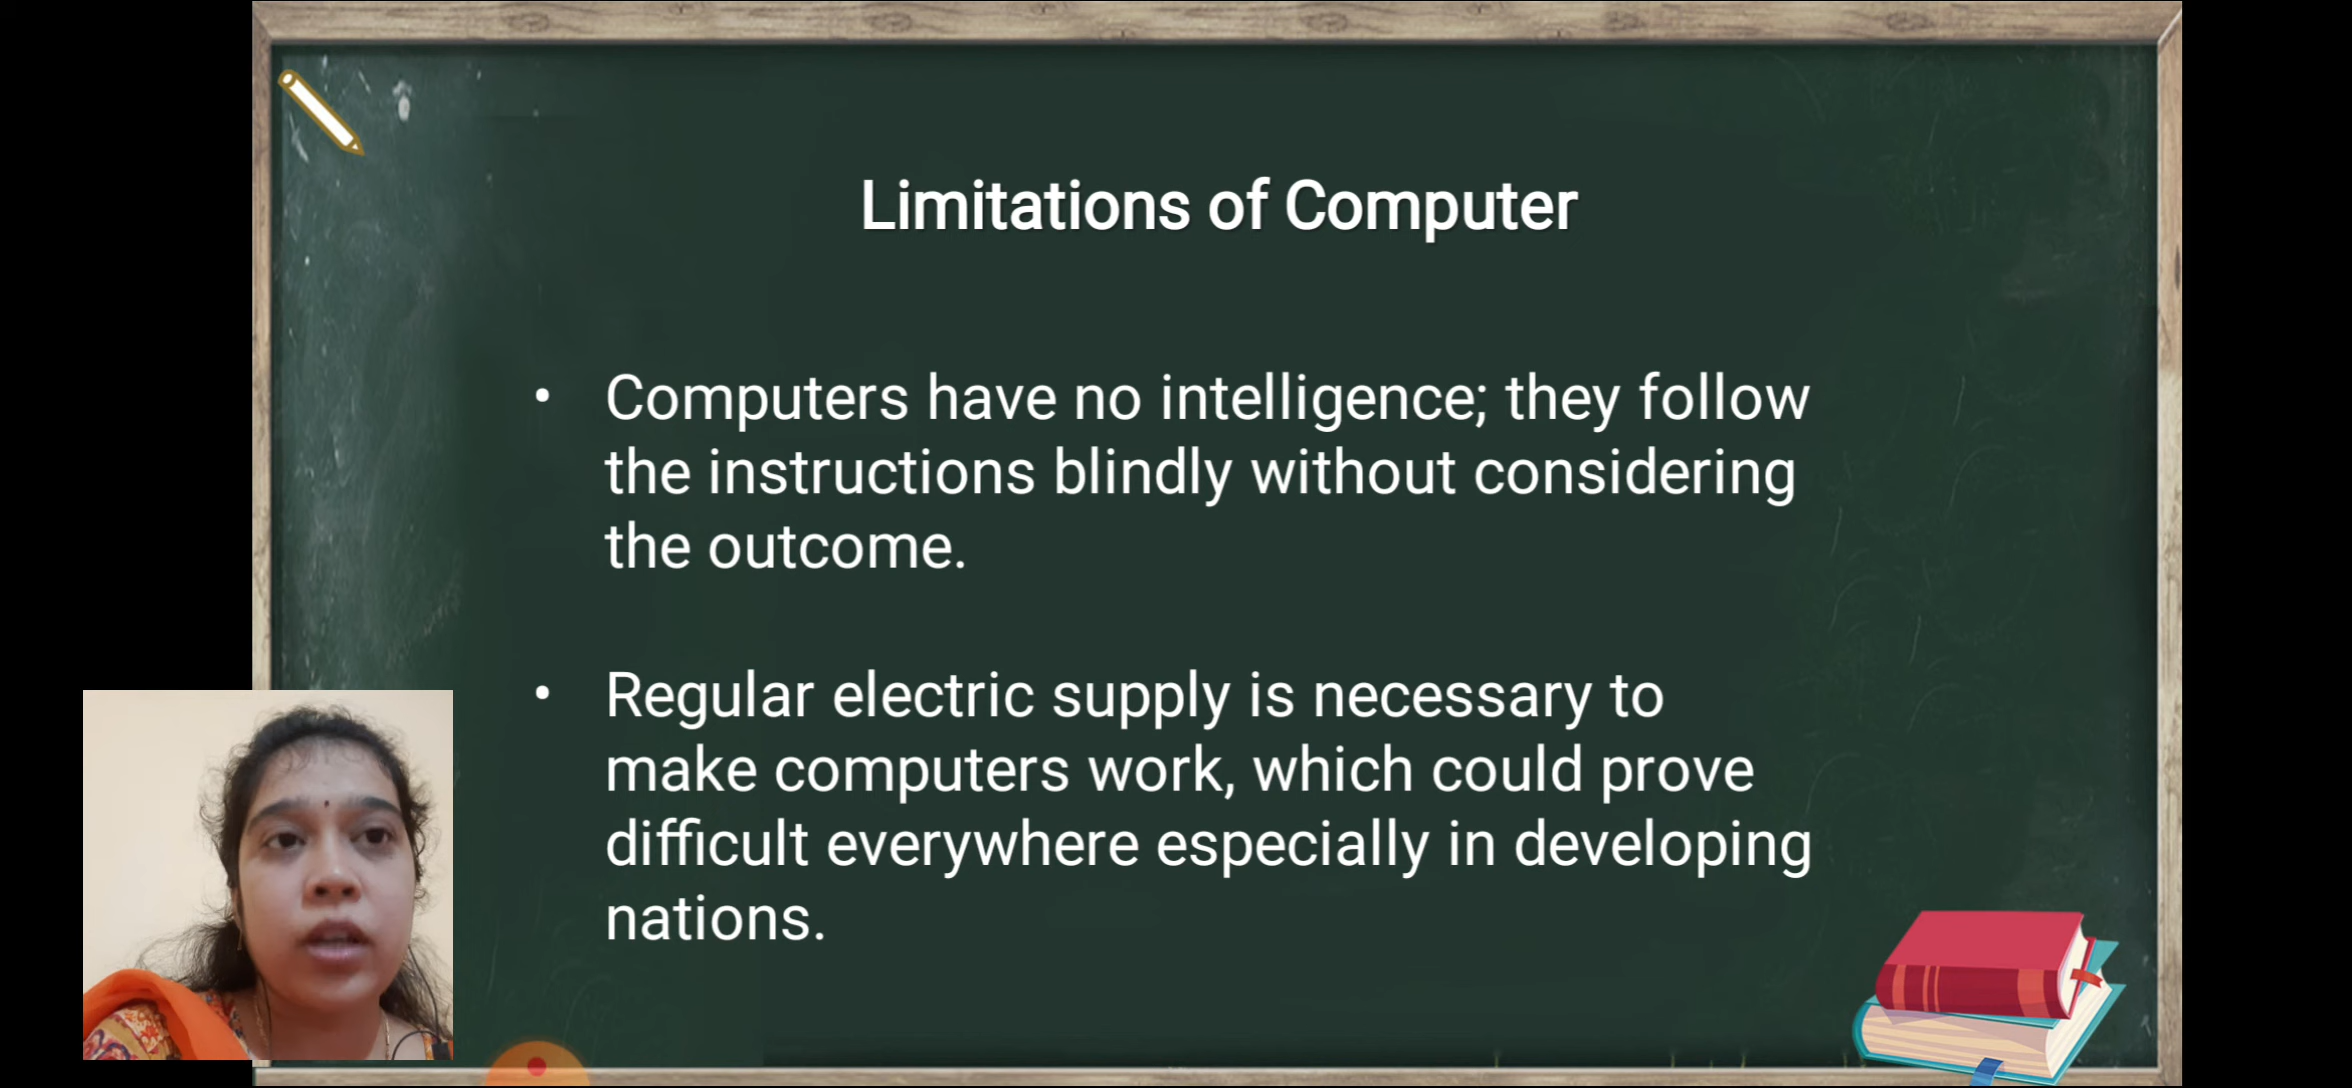 Limitations of Computer
• Computers have no intelligence; they follow
the instructions blindly without considering
the outcome.
• Regular electric supply is necessary to
make computers work, which could prove
difficult everywhere especially in developing
nations.